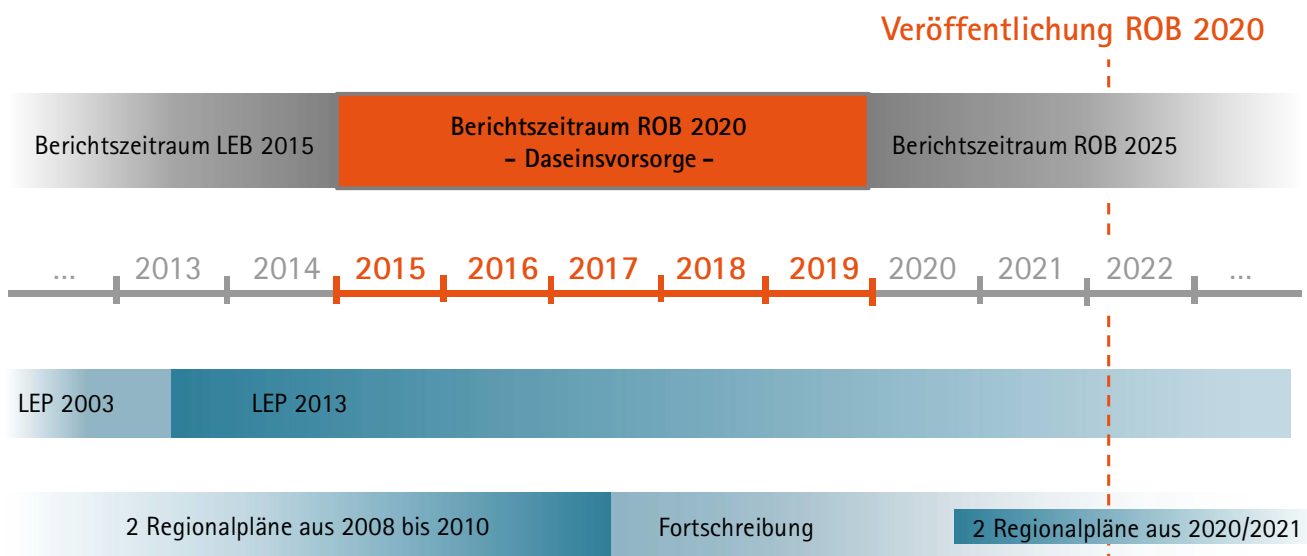 Veröffentlichung ROB 2020
Berichtszeitraum LEB 2015
Berichtszeitraum ROB 2020
– Daseinsvorsorge –
Berichtszeitraum ROB 2025
... 2013 2014 2015 2016 2017 2018 2019 2020 2021 2022 ...
LEP 2003 LEP 2013
2 Regionalpläne aus 2008 bis 2010 Fortschreibung 2 Regionalpläne aus 2020/2021